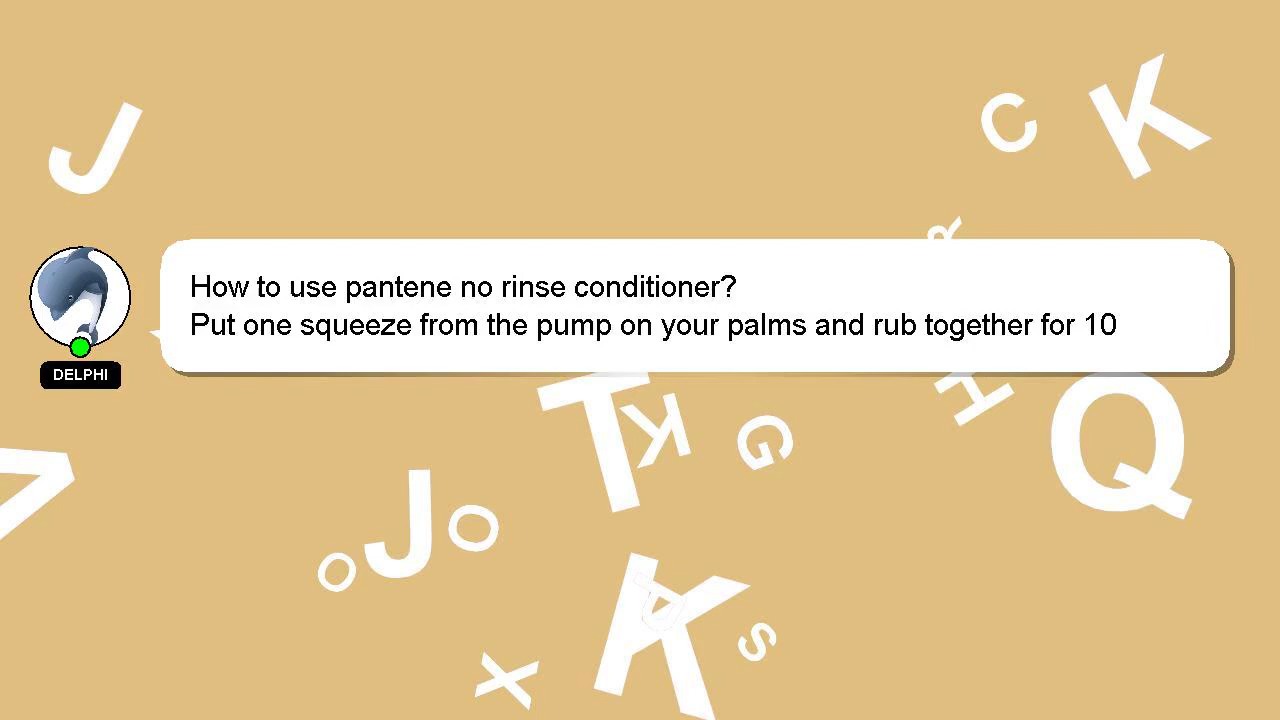 J
C
K
R
How to use pantene no rinse conditioner?
Put one squeeze from the pump on your palms and rub together for 10
DELPHI
H
T
K
G
Q
J
O
O
K
S
X